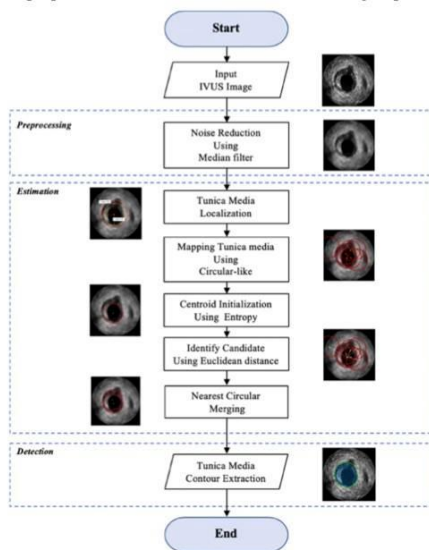 Start
Input
IVUS Image
Preprocessing
Noise Reduction
Using
Median filter
Estimation
Tunica Media
Localization
Mapping Tunica media
Using
Circular-like
Centroid Initialization
Using Entropy
Identify Candidate
Using Euclidean distance
Nearest Circular
Merging
Detection
Tunica Media
Contour Extraction
End